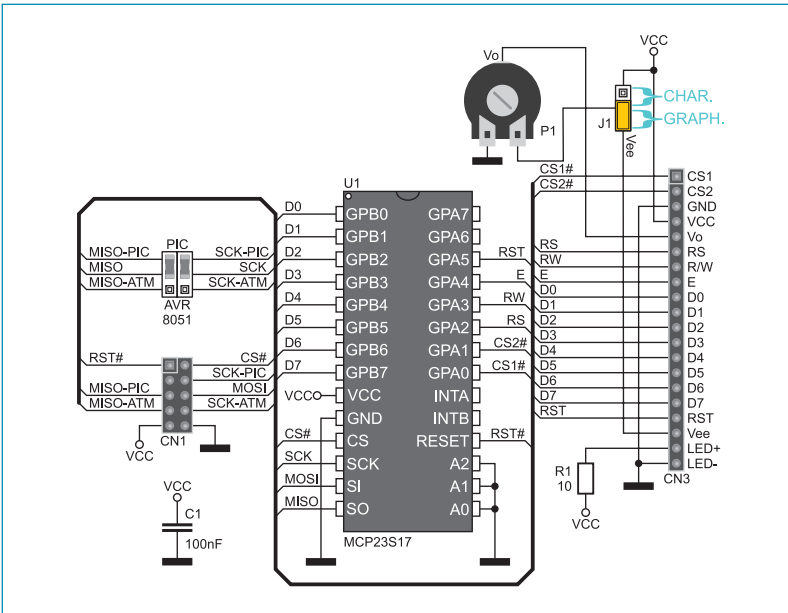 VCC
Vo
P1
J1
CHAR.
GRAPH.
Vee
U1
MCP23S17
GPB0
GPB1
GPB2
GPB3
GPB4
GPB5
GPB6
GPB7
VCC
GND
CS
SCK
SI
SO
GPA7
GPA6
GPA5
GPA4
GPA3
GPA2
GPA1
GPA0
INTA
INTB
RESET
A2
A1
A0
D0
D1
D2
D3
D4
D5
D6
D7
VCC
CS#
SCK
MOSI
MISO
RST
E
RW
RS
CS2#
CS1#
RST#
PIC
MISO-PIC
SCK-PIC
MISO
SCK
MISO-ATM
SCK-ATM
AVR
8051
RST#
CS#
SCK-PIC
MISO-PIC
MOSI
MISO-ATM
SCK-ATM
CN1
VCC
VCC
C1
100nF
CS1#
CS2#
RS
RW
E
D0
D1
D2
D3
D4
D5
D6
D7
RST
CS1
CS2
GND
VCC
Vo
RS
R/W
E
D0
D1
D2
D3
D4
D5
D6
D7
RST
Vee
LED+
LED-
CN3
R1
10
VCC